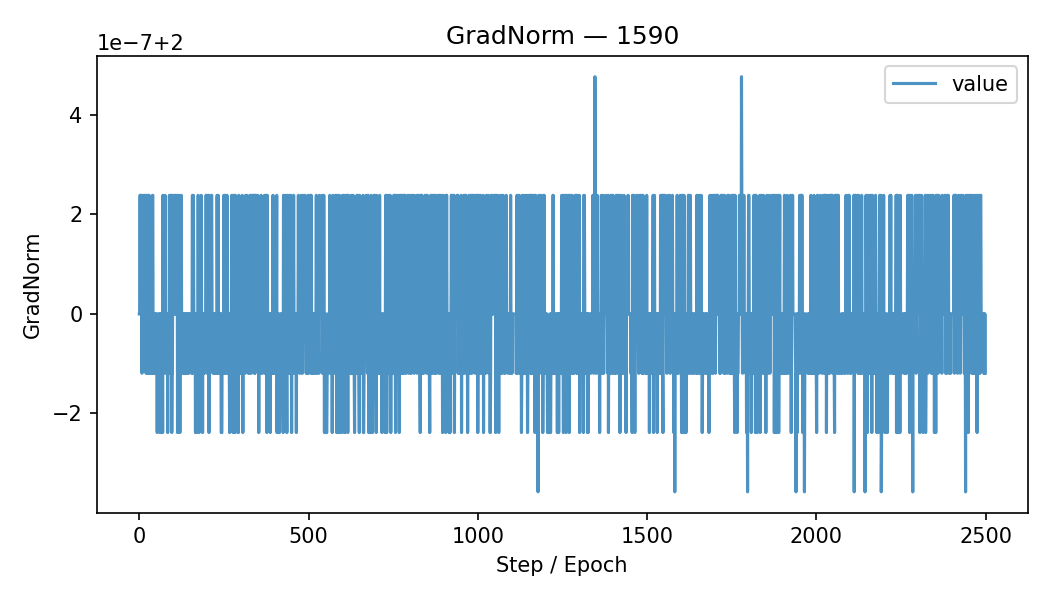 GradNorm — 1590
1e−7+2
value
4
2
0
−2
GradNorm
0
500
1000
1500
2000
2500
Step / Epoch